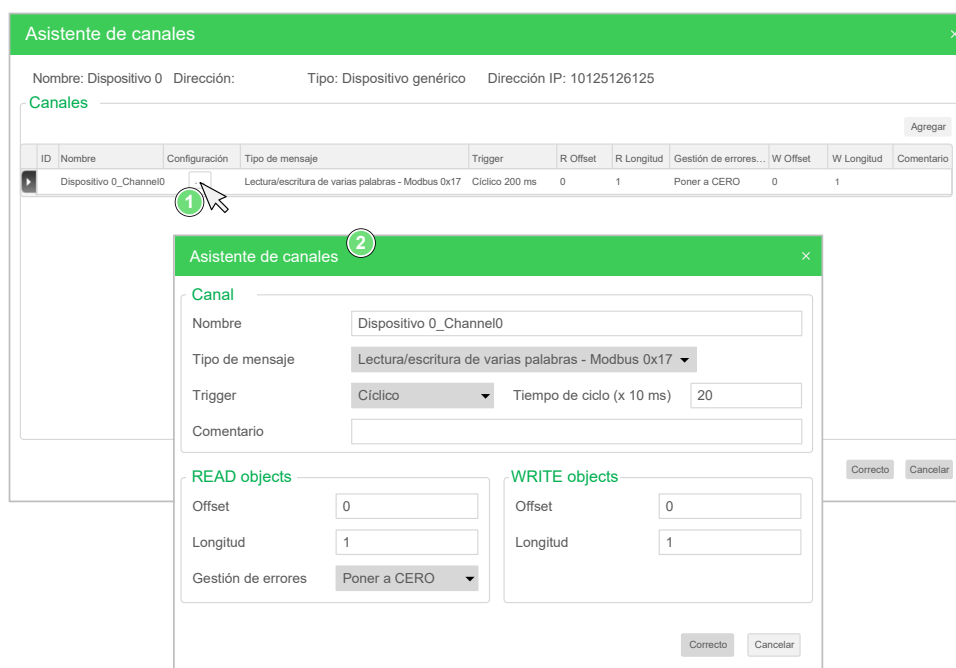 Asistente de canales ×
Nombre: Dispositivo 0 Dirección: Tipo: Dispositivo genérico Dirección IP: 10125126125
Canales
Agregar
ID Nombre Configuración Tipo de mensaje Trigger R Offset R Longitud Gestión de errores... W Offset W Longitud Comentario
Dispositivo 0_Channel0 Lectura/escritura de varias palabras - Modbus 0x17 Cíclico 200 ms 0 1 Poner a CERO 0 1
1
2
Asistente de canales ×
Canal
Nombre Dispositivo 0_Channel0
Tipo de mensaje Lectura/escritura de varias palabras - Modbus 0x17
Trigger Cíclico Tiempo de ciclo (x 10 ms) 20
Comentario
READ objects WRITE objects
Offset 0 Offset 0
Longitud 1 Longitud 1
Gestión de errores Poner a CERO
Correcto Cancelar
Correcto Cancelar